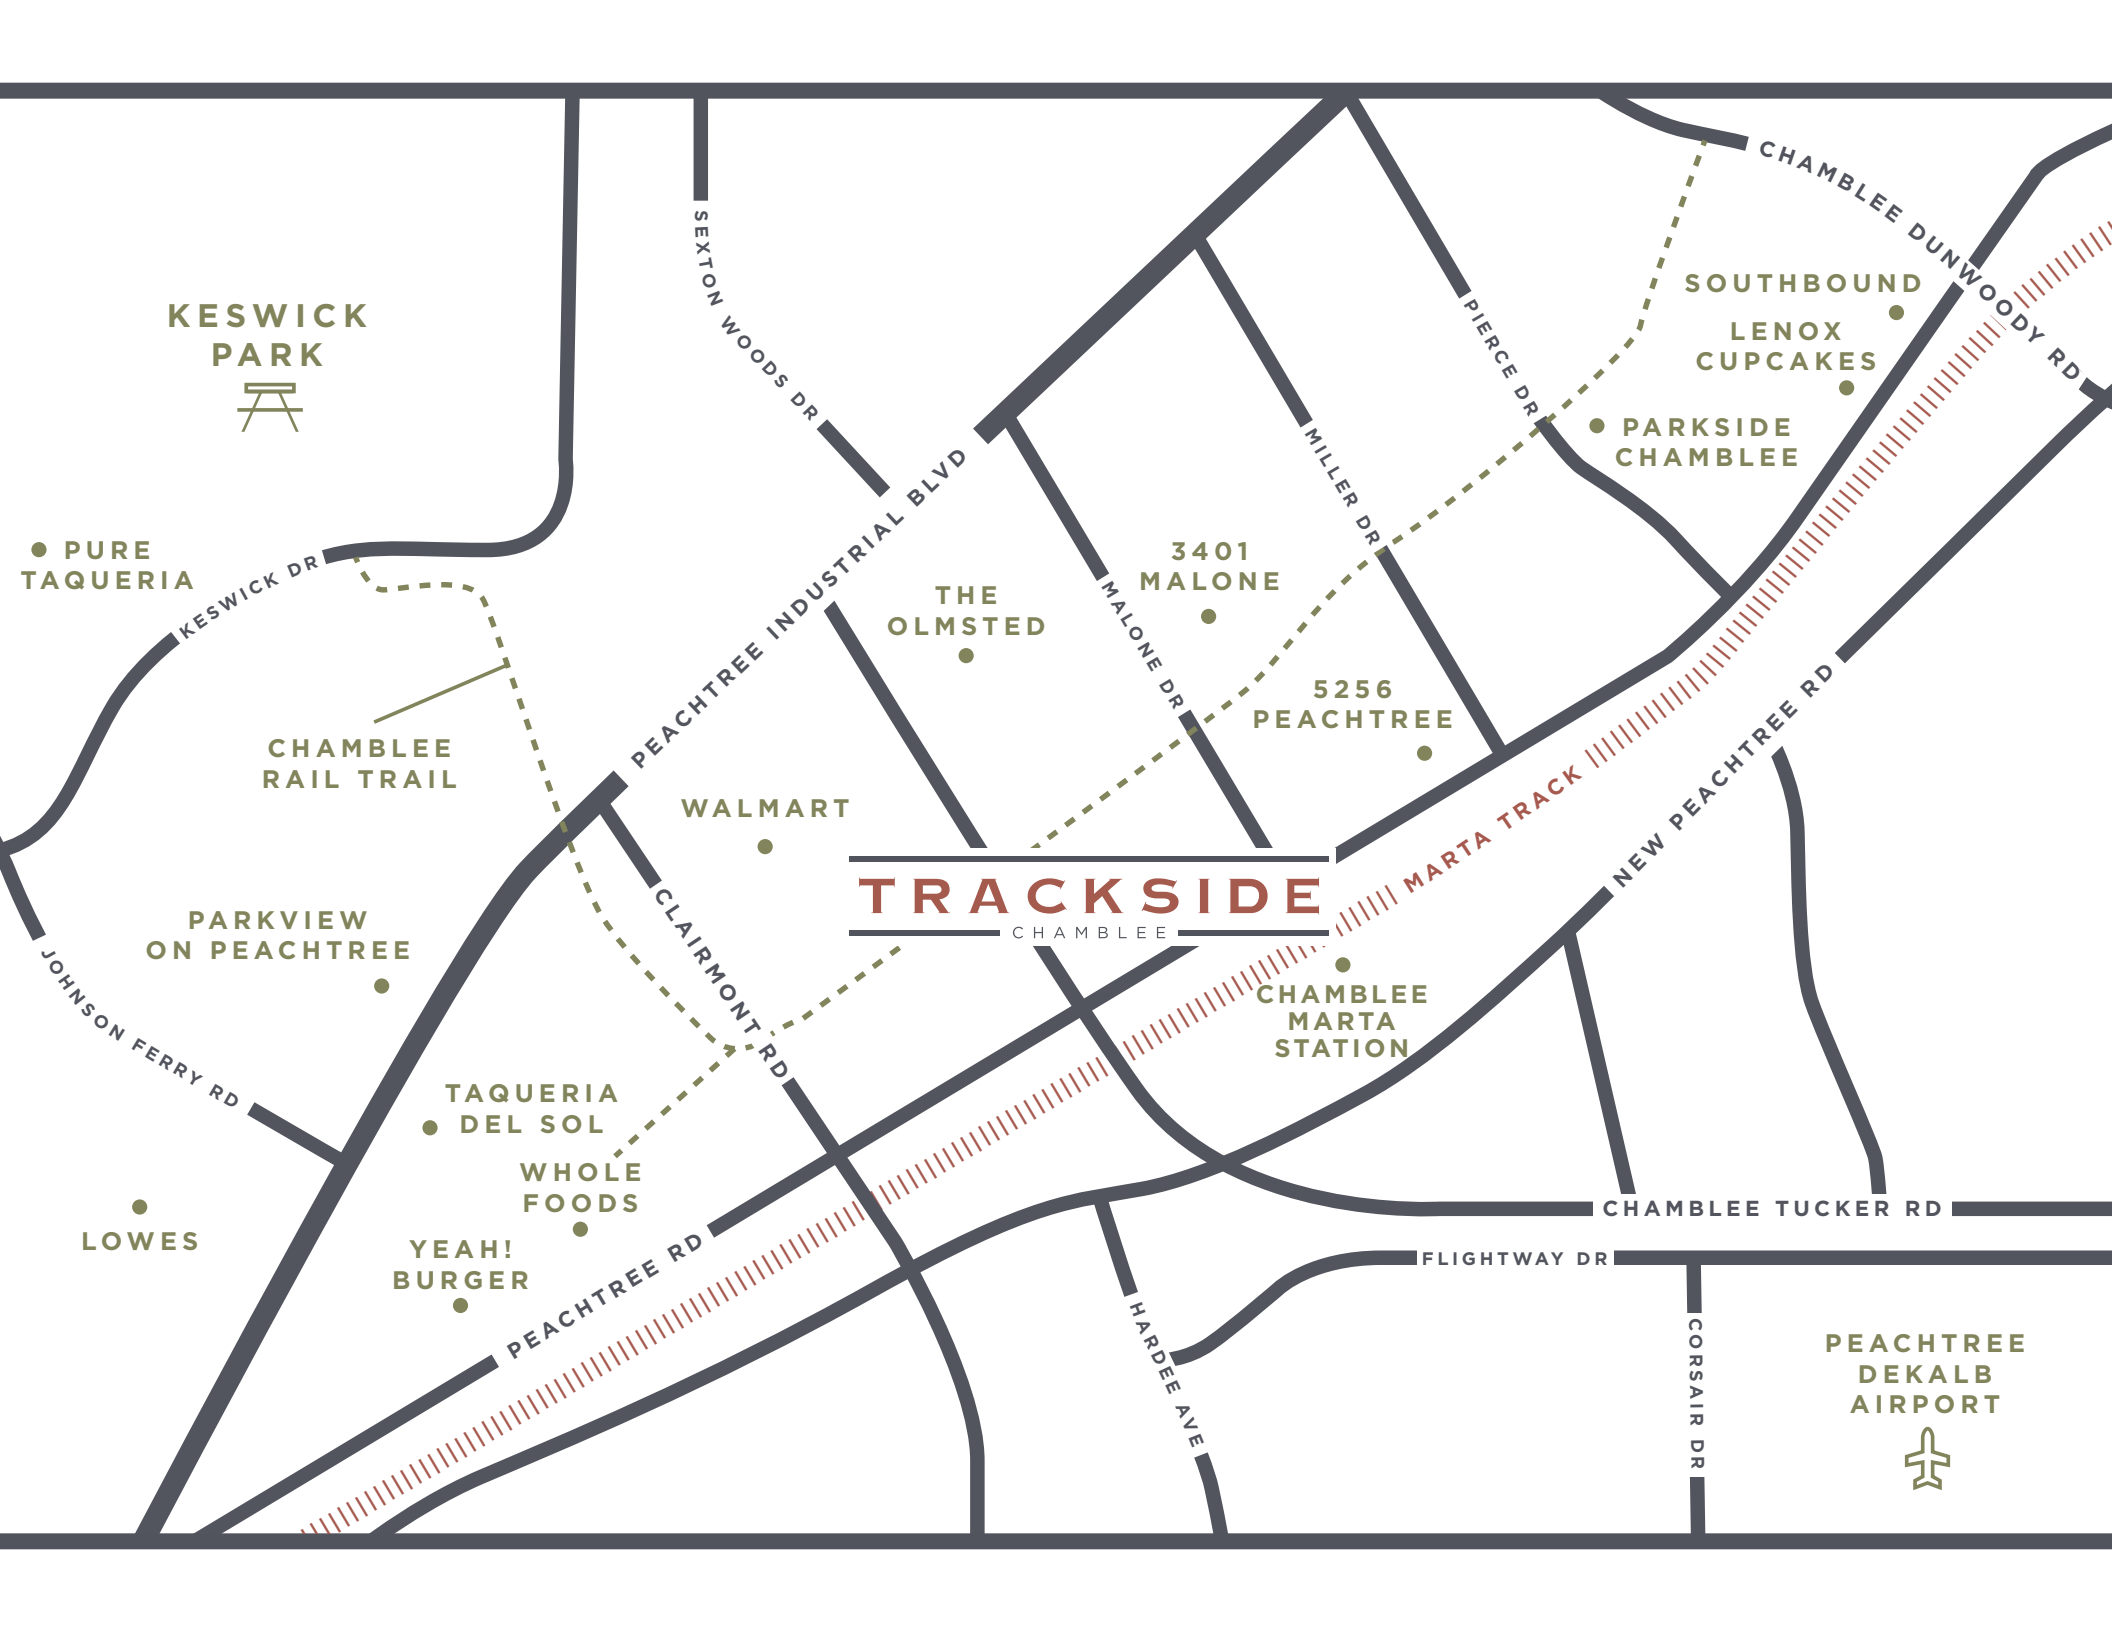 CHAMBLEE DUNWOODY RD
SEXTON WOODS DR
KESWICK
PARK
PIERCE DR
SOUTHBOUND
LENOX
CUPCAKES
PARKSIDE
CHAMBLEE
MILLER DR
PEACHTREE INDUSTRIAL BLVD
PURE
TAQUERIA
KESWICK DR
3401
MALONE
THE
OLMSTED
MALONE DR
5256
PEACHTREE
CHAMBLEE
RAIL TRAIL
WALMART
MARTA TRACK
NEW PEACHTREE RD
TRACKSIDE
CHAMBLEE
CLAIRMONT RD
PARKVIEW
ON PEACHTREE
JOHNSON FERRY RD
CHAMBLEE
MARTA
STATION
TAQUERIA
DEL SOL
WHOLE
FOODS
LOWES
YEAH!
BURGER
PEACHTREE RD
CHAMBLEE TUCKER RD
FLIGHTWAY DR
HARDEE AVE
CORSAIR DR
PEACHTREE
DEKALB
AIRPORT